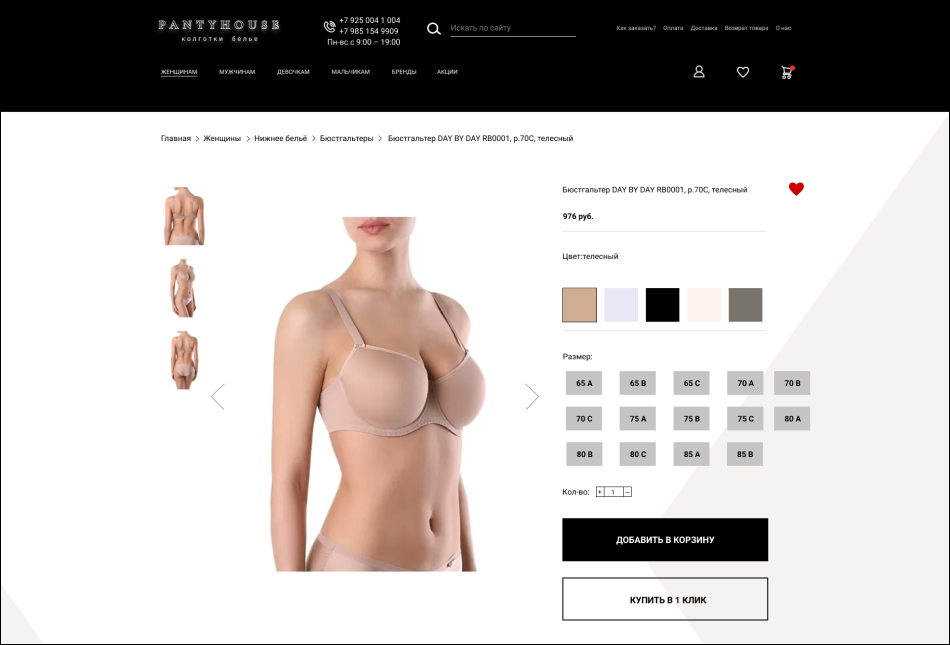 PANTYHOUSE
колготки белье
+7 925 004 1 004
+7 985 154 9909
Пн-вс с 9:00 – 19:00
Искать по сайту
Как заказать? Оплата Доставка Возврат товара О нас
ЖЕНЩИНАМ МУЖЧИНАМ ДЕВОЧКАМ МАЛЬЧИКАМ БРЕНДЫ АКЦИИ
Главная > Женщины > Нижнее бельё > Бюстгальтеры > Бюстгальтер DAY BY DAY RB0001, р.70C, телесный
Бюстгальтер DAY BY DAY RB0001, р.70C, телесный
976 руб.
Цвет:телесный
Размер:
65 A 65 B 65 C 70 A 70 B
70 C 75 A 75 B 75 C 80 A
80 B 80 C 85 A 85 B
Кол-во: + 1 –
ДОБАВИТЬ В КОРЗИНУ
КУПИТЬ В 1 КЛИК